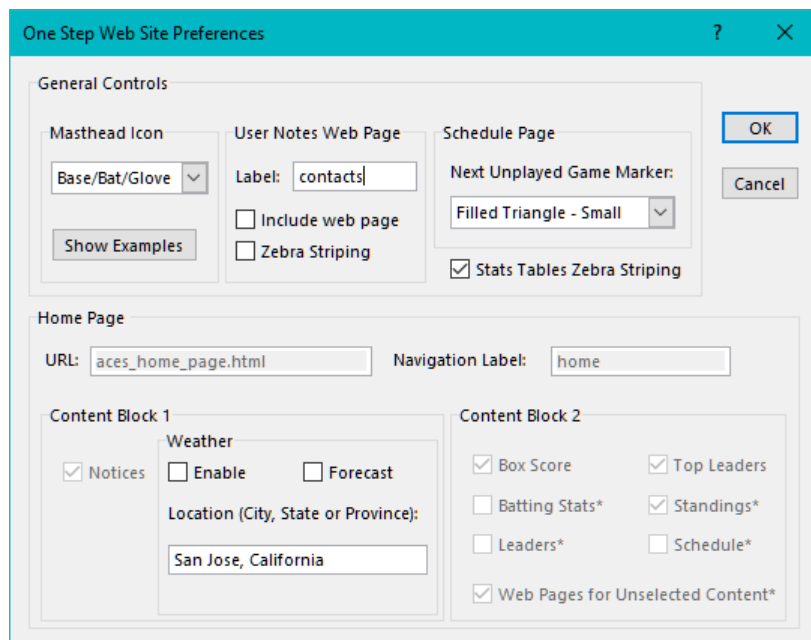 One Step Web Site Preferences ?
General Controls
Masthead Icon
Base/Bat/Glove
Show Examples
User Notes Web Page
Label: contacts
Include web page
Zebra Striping
Schedule Page
Next Unplayed Game Marker:
Filled Triangle - Small
Stats Tables Zebra Striping
OK
Cancel
Home Page
URL: aces_home_page.html Navigation Label: home
Content Block 1
Notices
Weather
Enable Forecast
Location (City, State or Province):
San Jose, California
Content Block 2
Box Score Top Leaders
Batting Stats* Standings*
Leaders* Schedule*
Web Pages for Unselected Content*